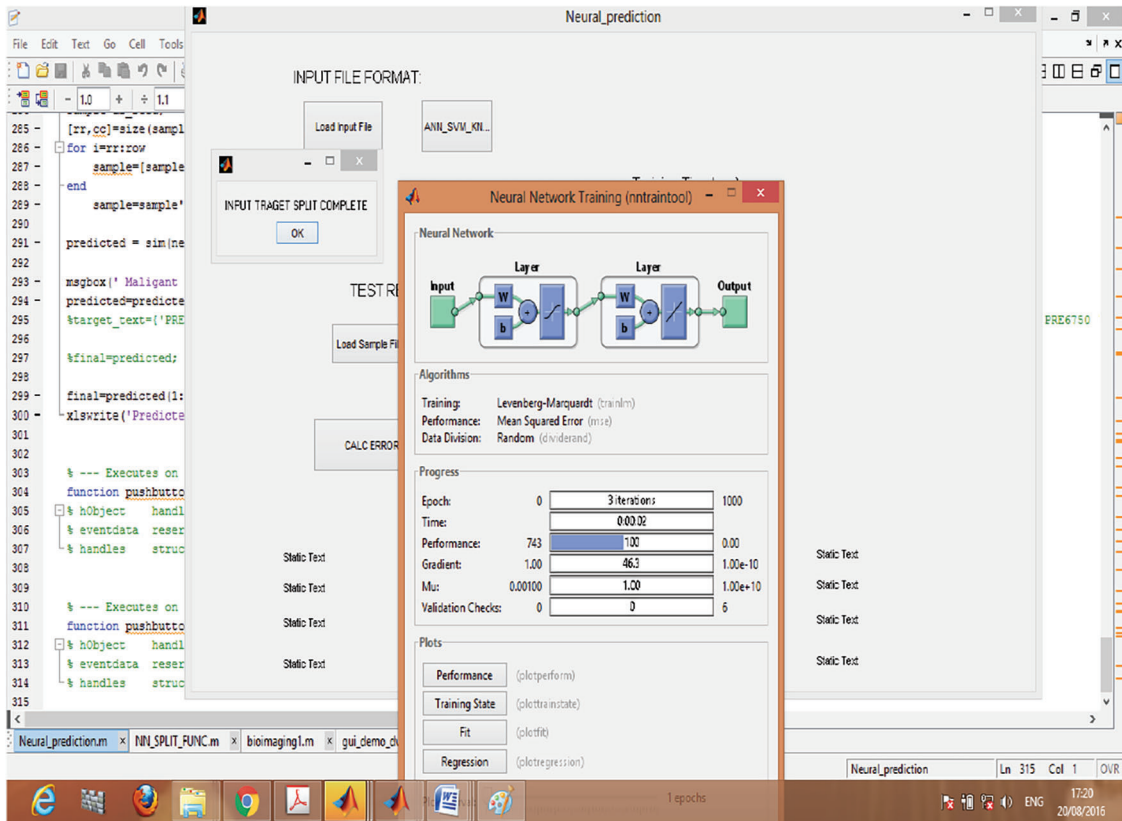 Neural_prediction
File Edit Text Go Cell Tools
- 1.0 + ÷ 1.1
285 - [rr,cc]=size(sampl
286 - for i=rr:row
287 - sample=[sample
288 - end
289 - sample=sample'
290
291 - predicted = sim(ne
292
293 - msgbox(' Maligant
294 - predicted=predicte
295 %target_text={'PRE
PRE6750
296
297 %final=predicted;
298
299 - final=predicted(1:
300 - xlswrite('Predicte
301
302
303 % --- Executes on
304 function pushbutto
305 % hObject handl
306 % eventdata reser
307 % handles struc
308
309
310 % --- Executes on
311 function pushbutto
312 % hObject handl
313 % eventdata reser
314 % handles struc
315
INPUT FILE FORMAT:
Load Input File
ANN_SVM_KN...
INPUT TRAGET SPLIT COMPLETE
OK
TEST RE
Load Sample Fil
CALC ERROR
Static Text
Static Text
Static Text
Static Text
Static Text
Static Text
Static Text
Static Text
Neural Network Training (nntraintool)
Neural Network
Layer Layer
Input Output
W W
b b
+ +
Algorithms
Training: Levenberg-Marquardt (trainlm)
Performance: Mean Squared Error (mse)
Data Division: Random (dividerand)
Progress
Epoch: 0 3 iterations 1000
Time: 0:00:02
Performance: 743 100 0.00
Gradient: 1.00 46.3 1.00e-10
Mu: 0.00100 1.00 1.00e+10
Validation Checks: 0 0 6
Plots
Performance (plotperform)
Training State (plottrainstate)
Fit (plotfit)
Regression (plotregression)
1 epochs
Neural_prediction.m × NN_SPLIT_FUNC.m × bioimaging1.m × gui_demo_d
Neural_prediction Ln 315 Col 1 OVR
ENG
17:20
20/08/2016